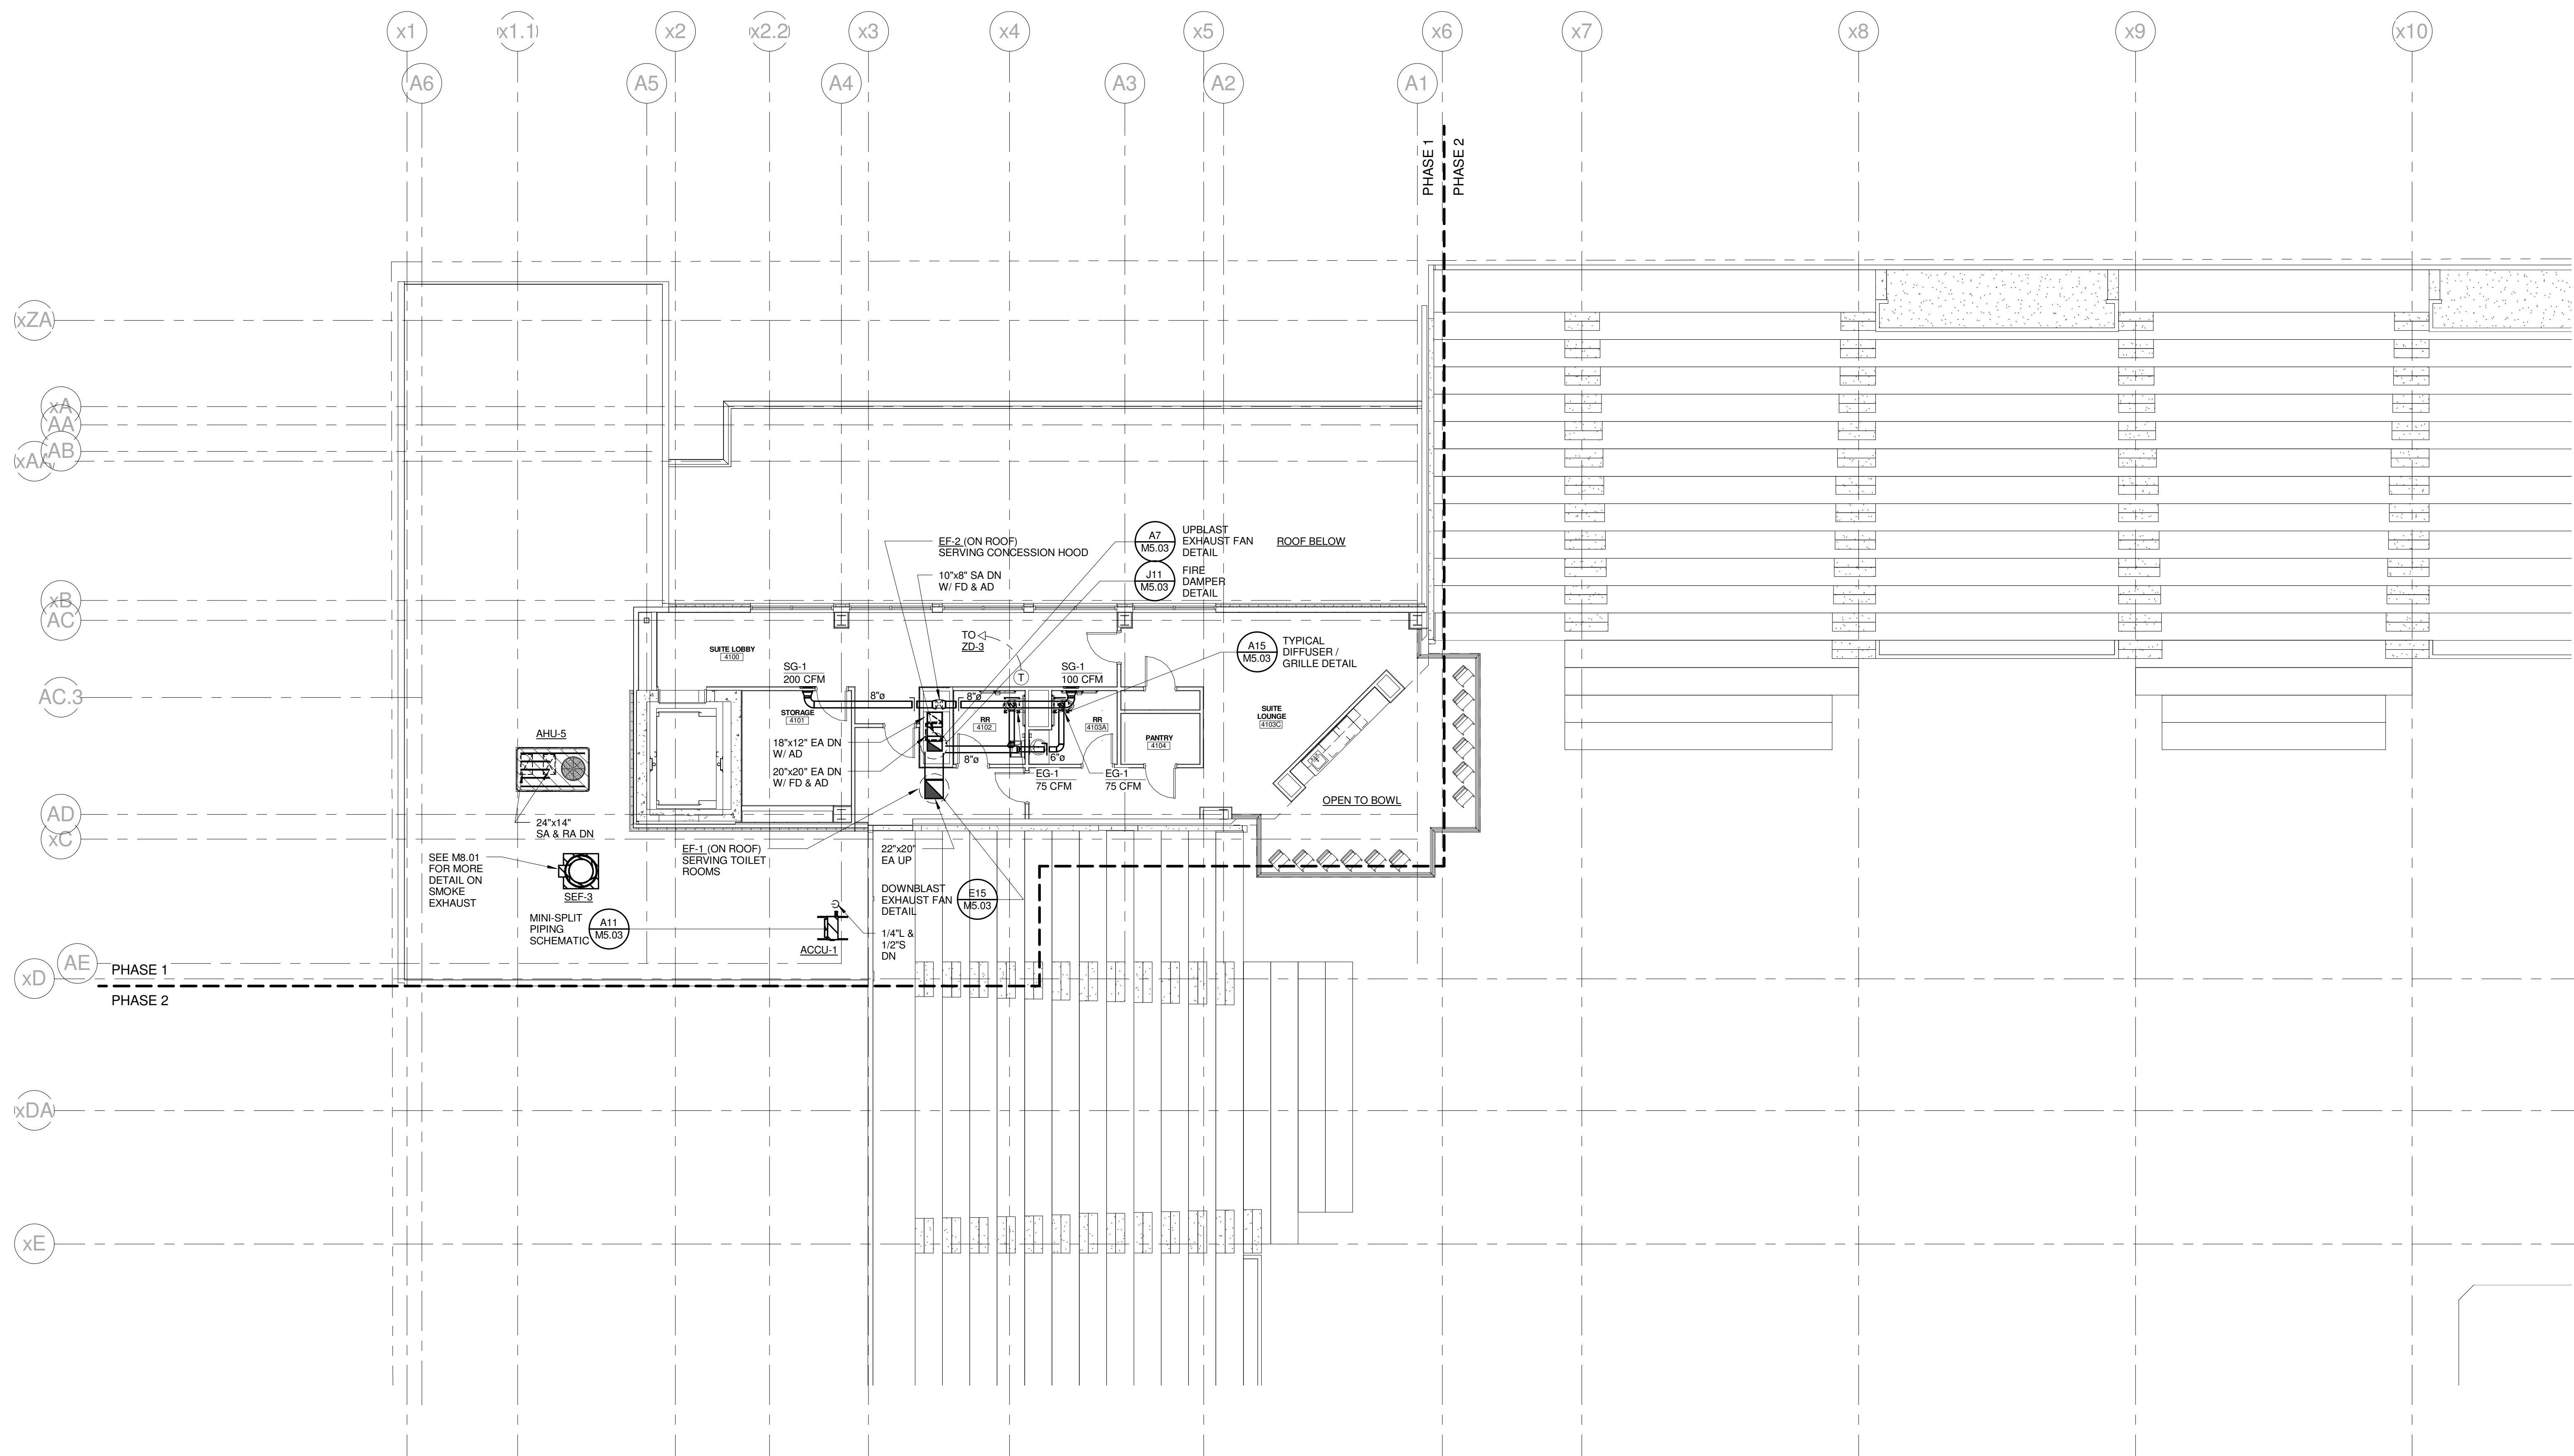 x1
x1.1
x2
x2.2
x3
x4
x5
x6
x7
x8
x9
x10
A6
A5
A4
A3
A2
A1
PHASE 1
PHASE 2
xZA
xA
AA
AB
xAA
xB
AC
AC.3
AD
xC
AE
xD
xDA
xE
EF-2 (ON ROOF)
SERVING CONCESSION HOOD
A7
M5.03
UPBLAST
EXHAUST FAN
DETAIL
ROOF BELOW
10"x8" SA DN
W/ FD & AD
J11
M5.03
FIRE
DAMPER
DETAIL
TO
ZD-3
T
A15
M5.03
TYPICAL
DIFFUSER /
GRILLE DETAIL
SUITE LOBBY
4100
SG-1
200 CFM
SG-1
100 CFM
8"ø
8"ø
STORAGE
4101
RR
4102
RR
4103A
SUITE
LOUNGE
4103C
PANTRY
4104
AHU-5
18"x12" EA DN
W/ AD
20"x20" EA DN
W/ FD & AD
8"ø
6"ø
EG-1
75 CFM
EG-1
75 CFM
OPEN TO BOWL
24"x14"
SA & RA DN
EF-1 (ON ROOF)
SERVING TOILET
ROOMS
22"x20"
EA UP
SEE M8.01
FOR MORE
DETAIL ON
SMOKE
EXHAUST
SEF-3
DOWNBLAST
EXHAUST FAN
DETAIL
E15
M5.03
MINI-SPLIT
PIPING
SCHEMATIC
A11
M5.03
ACCU-1
1/4"L &
1/2"S
DN
PHASE 1
PHASE 2